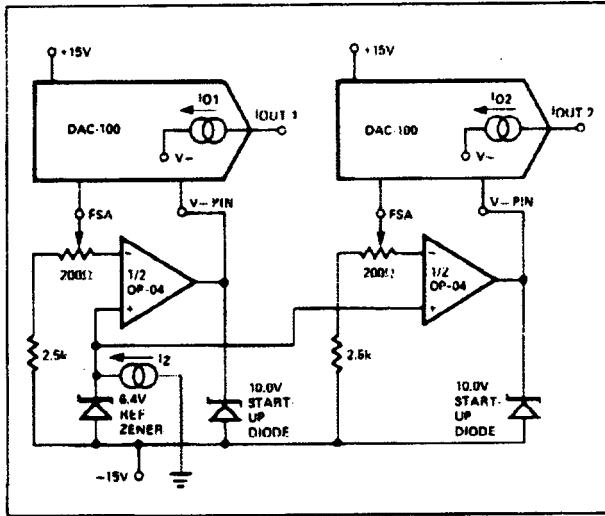 +15V
+15V
IO1
IOUT 1
DAC-100
V−
IO2
IOUT 2
DAC-100
V−
V− PIN
FSA
V− PIN
FSA
200Ω
1/2
OP-04
200Ω
1/2
OP-04
−
+
−
+
2.5k
I2
2.5k
6.4V
REF
ZENER
10.0V
START-
UP
DIODE
10.0V
START-
UP
DIODE
−15V